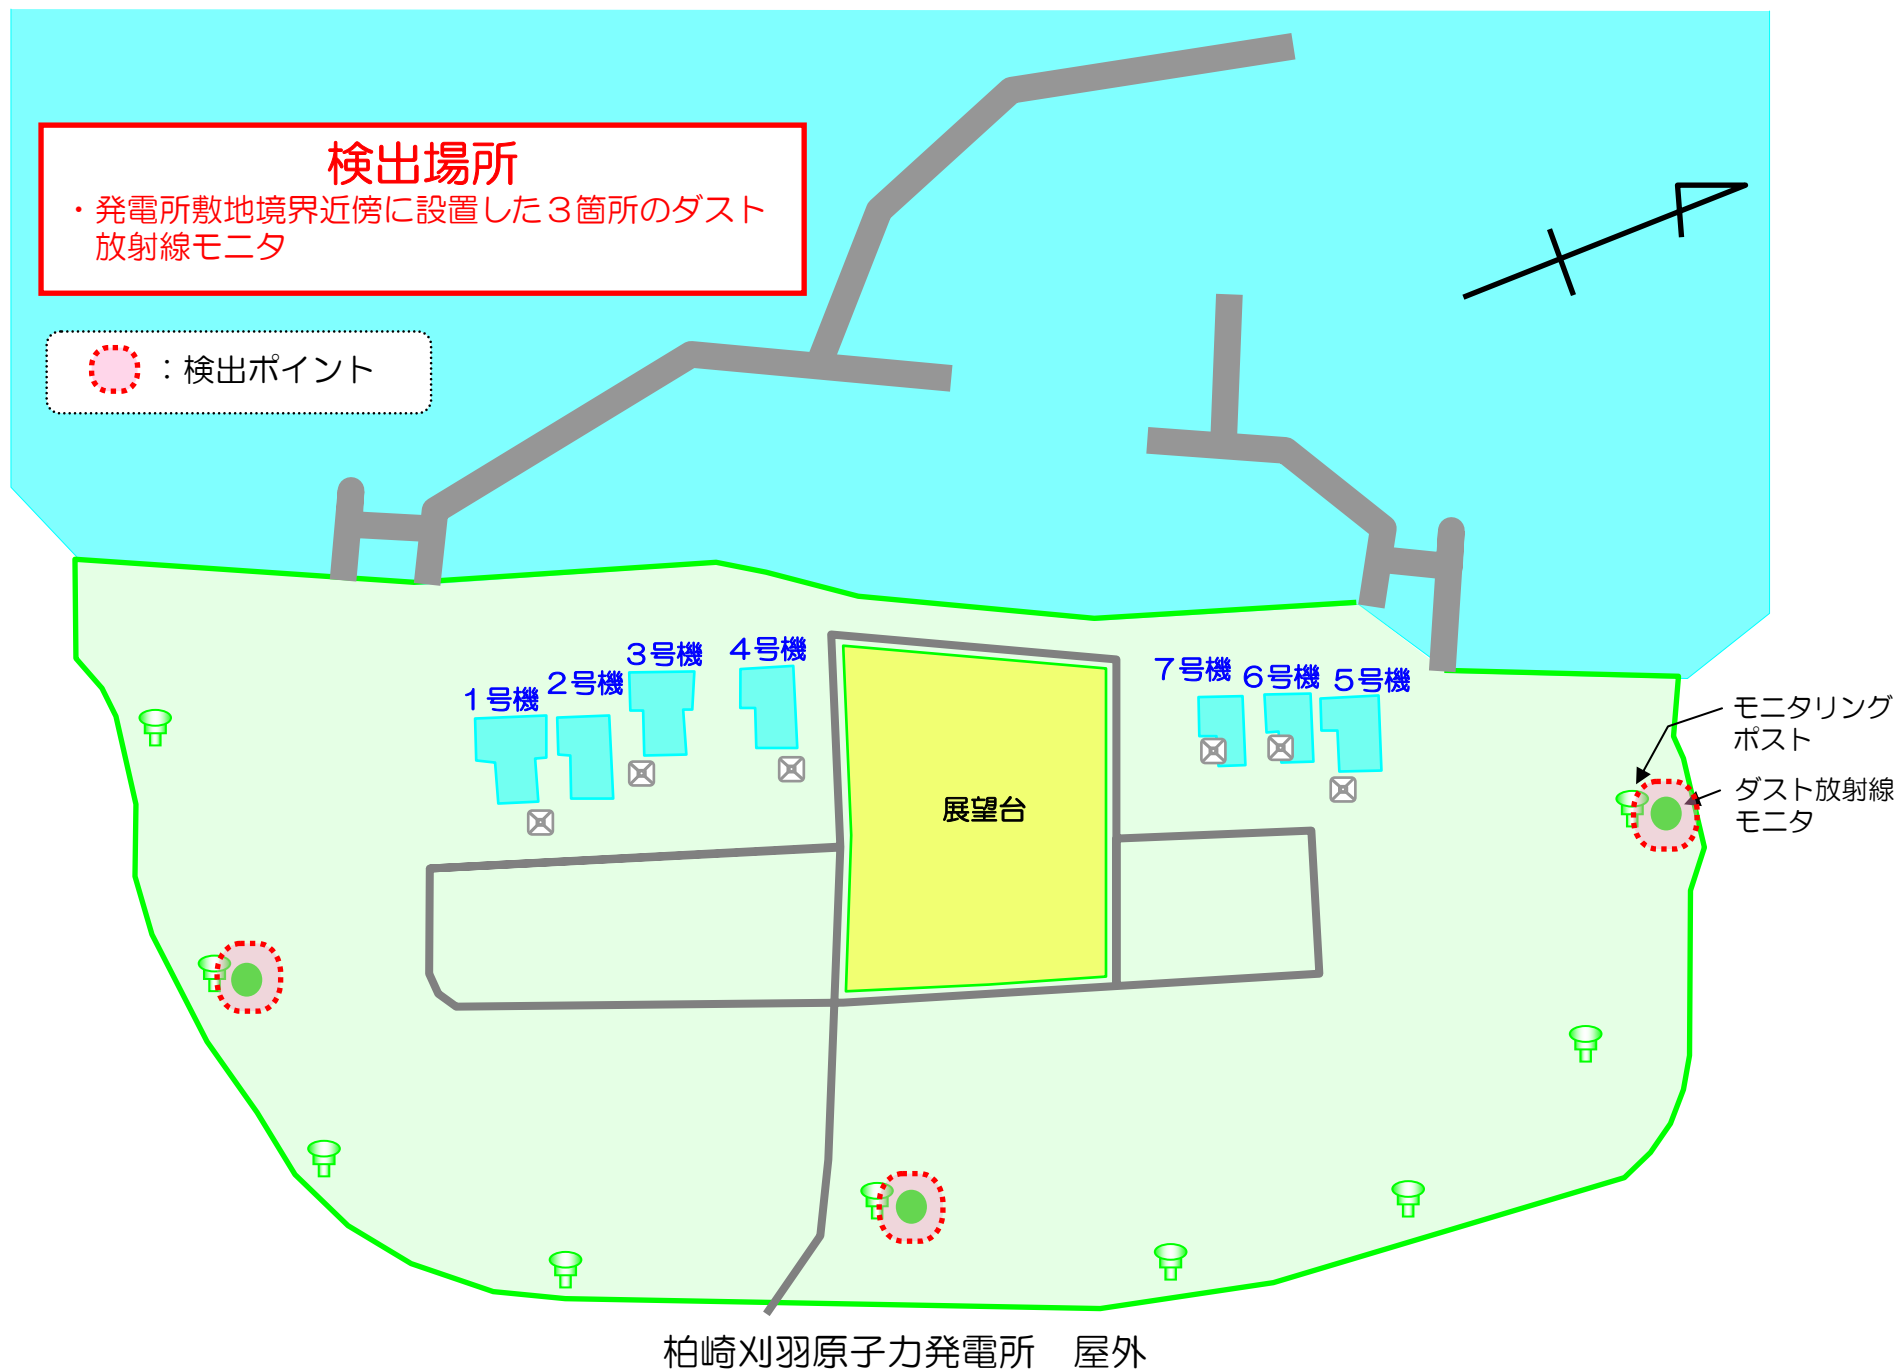 検出場所
・発電所敷地境界近傍に設置した３箇所のダスト
放射線モニタ
：検出ポイント
１号機
２号機
３号機
４号機
７号機
６号機
５号機
モニタリング
ポスト
ダスト放射線
モニタ
展望台
柏崎刈羽原子力発電所　屋外